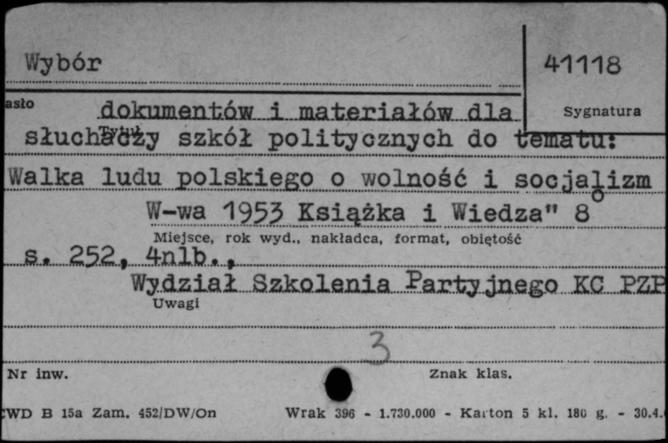 Wybór
41118
asło
dokumentów i materiałów dla
Sygnatura
Tytuł
słuchaczy szkół politycznych do tematu:
Walka ludu polskiego o wolność i socjalizm
W-wa 1953 Książka i Wiedza" 8°
Miejsce, rok wyd., nakładca, format, objętość
s. 252, 4nlb.,
Wydział Szkolenia Partyjnego KC PZP
Uwagi
3
Nr inw.
Znak klas.
CWD B 15a Zam. 452/DW/On Wrak 396 - 1.730.000 - Karton 5 kl. 180 g. - 30.4.